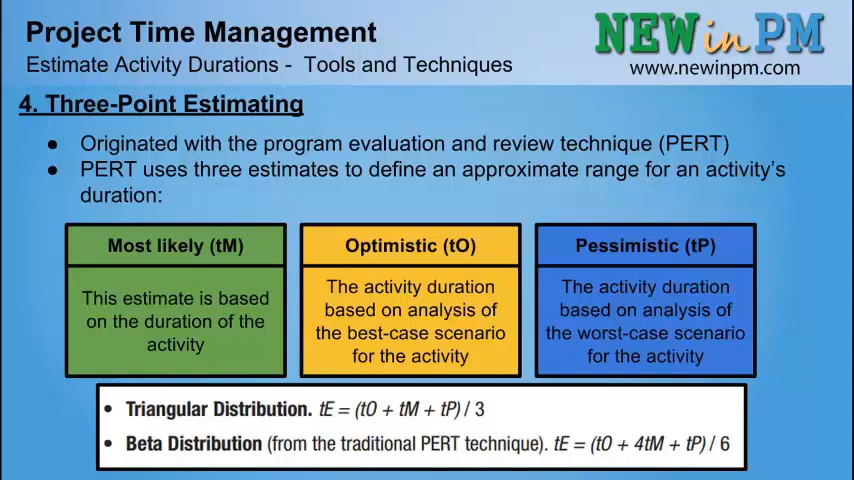 Project Time Management
Estimate Activity Durations - Tools and Techniques
NEW in PM
www.newinpm.com
4. Three-Point Estimating
● Originated with the program evaluation and review technique (PERT)
● PERT uses three estimates to define an approximate range for an activity's
duration:
Most likely (tM)
This estimate is based
on the duration of the
activity
Optimistic (tO)
The activity duration
based on analysis of
the best-case scenario
for the activity
Pessimistic (tP)
The activity duration
based on analysis of
the worst-case scenario
for the activity
• Triangular Distribution. tE = (tO + tM + tP) / 3
• Beta Distribution (from the traditional PERT technique). tE = (tO + 4tM + tP) / 6